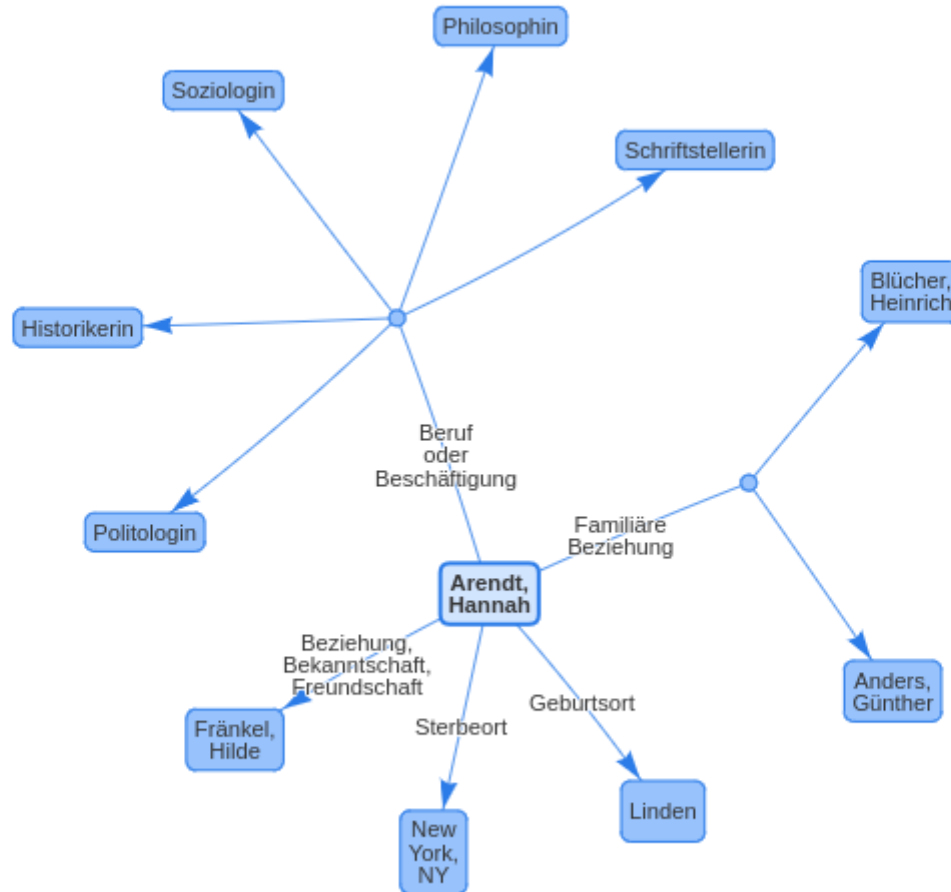 Philosophin
Soziologin
Schriftstellerin
Blücher,
Heinrich
Historikerin
Beruf
oder
Beschäftigung
Politologin
Familiäre
Beziehung
Arendt,
Hannah
Beziehung,
Bekanntschaft,
Freundschaft
Anders,
Günther
Geburtsort
Fränkel,
Hilde
Sterbeort
Linden
New
York,
NY